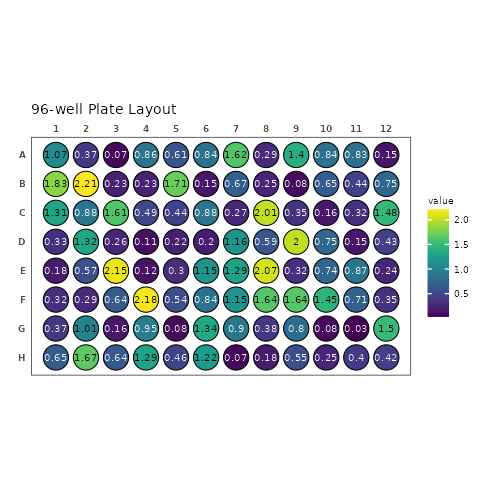 96-well Plate Layout
1 2 3 4 5 6 7 8 9 10 11 12
A 1.07 0.37 0.07 0.86 0.61 0.84 1.62 0.29 1.4 0.84 0.83 0.15
B 1.83 2.21 0.23 0.23 1.71 0.15 0.67 0.25 0.08 0.65 0.44 0.75
C 1.31 0.88 1.61 0.49 0.44 0.88 0.27 2.01 0.35 0.16 0.32 1.48
D 0.33 1.32 0.26 0.11 0.22 0.2 1.16 0.59 2 0.75 0.15 0.43
E 0.18 0.57 2.15 0.12 0.3 1.15 1.29 2.07 0.32 0.74 0.87 0.24
F 0.32 0.29 0.64 2.18 0.54 0.84 1.15 1.64 1.64 1.45 0.71 0.35
G 0.37 1.01 0.16 0.95 0.08 1.34 0.9 0.38 0.8 0.08 0.03 1.5
H 0.65 1.67 0.64 1.29 0.46 1.22 0.07 0.18 0.55 0.25 0.4 0.42
value
2.0
1.5
1.0
0.5